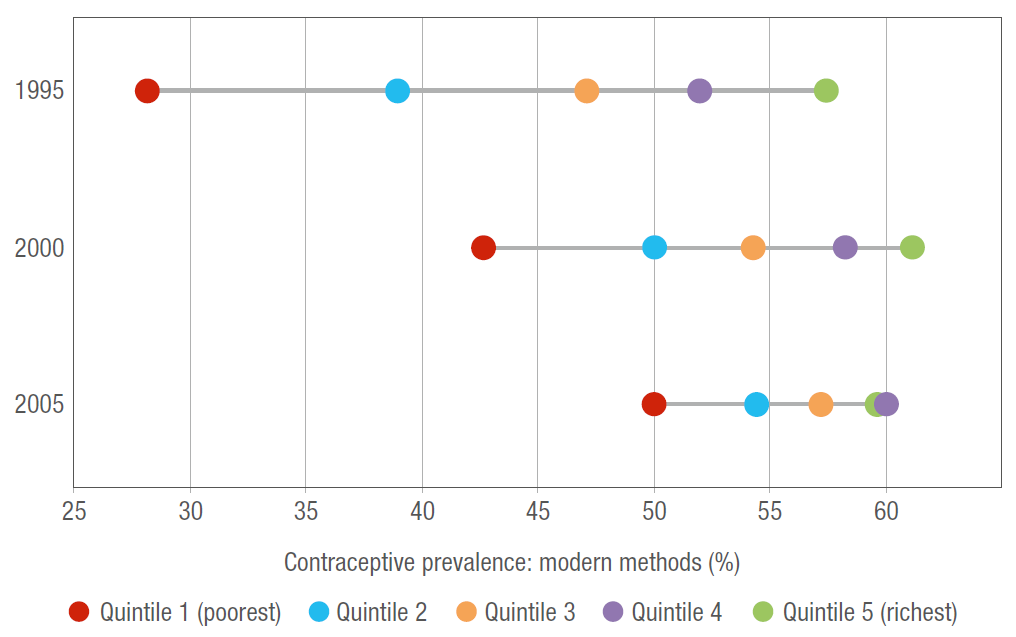 1995
2000
2005
25 30 35 40 45 50 55 60
Contraceptive prevalence: modern methods (%)
Quintile 1 (poorest) Quintile 2 Quintile 3 Quintile 4 Quintile 5 (richest)